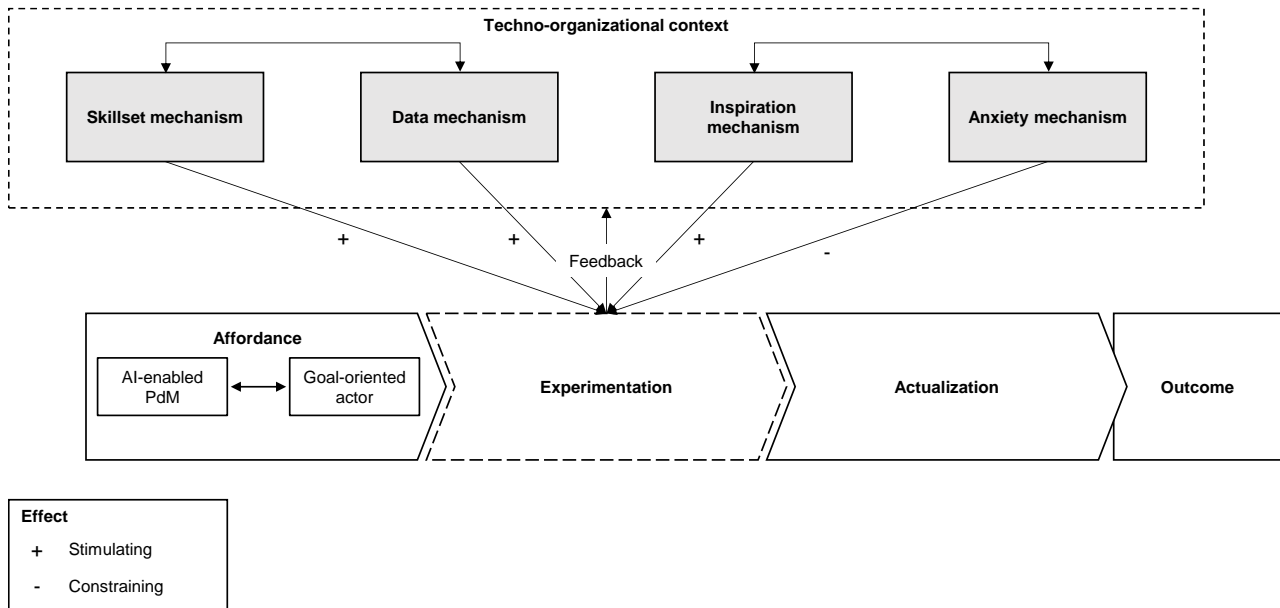 Techno-organizational context
Skillset mechanism
Data mechanism
Inspiration
mechanism
Anxiety mechanism
+
+
+
-
Feedback
Affordance
AI-enabled
PdM
Goal-oriented
actor
Experimentation
Actualization
Outcome
Effect
+ Stimulating
- Constraining